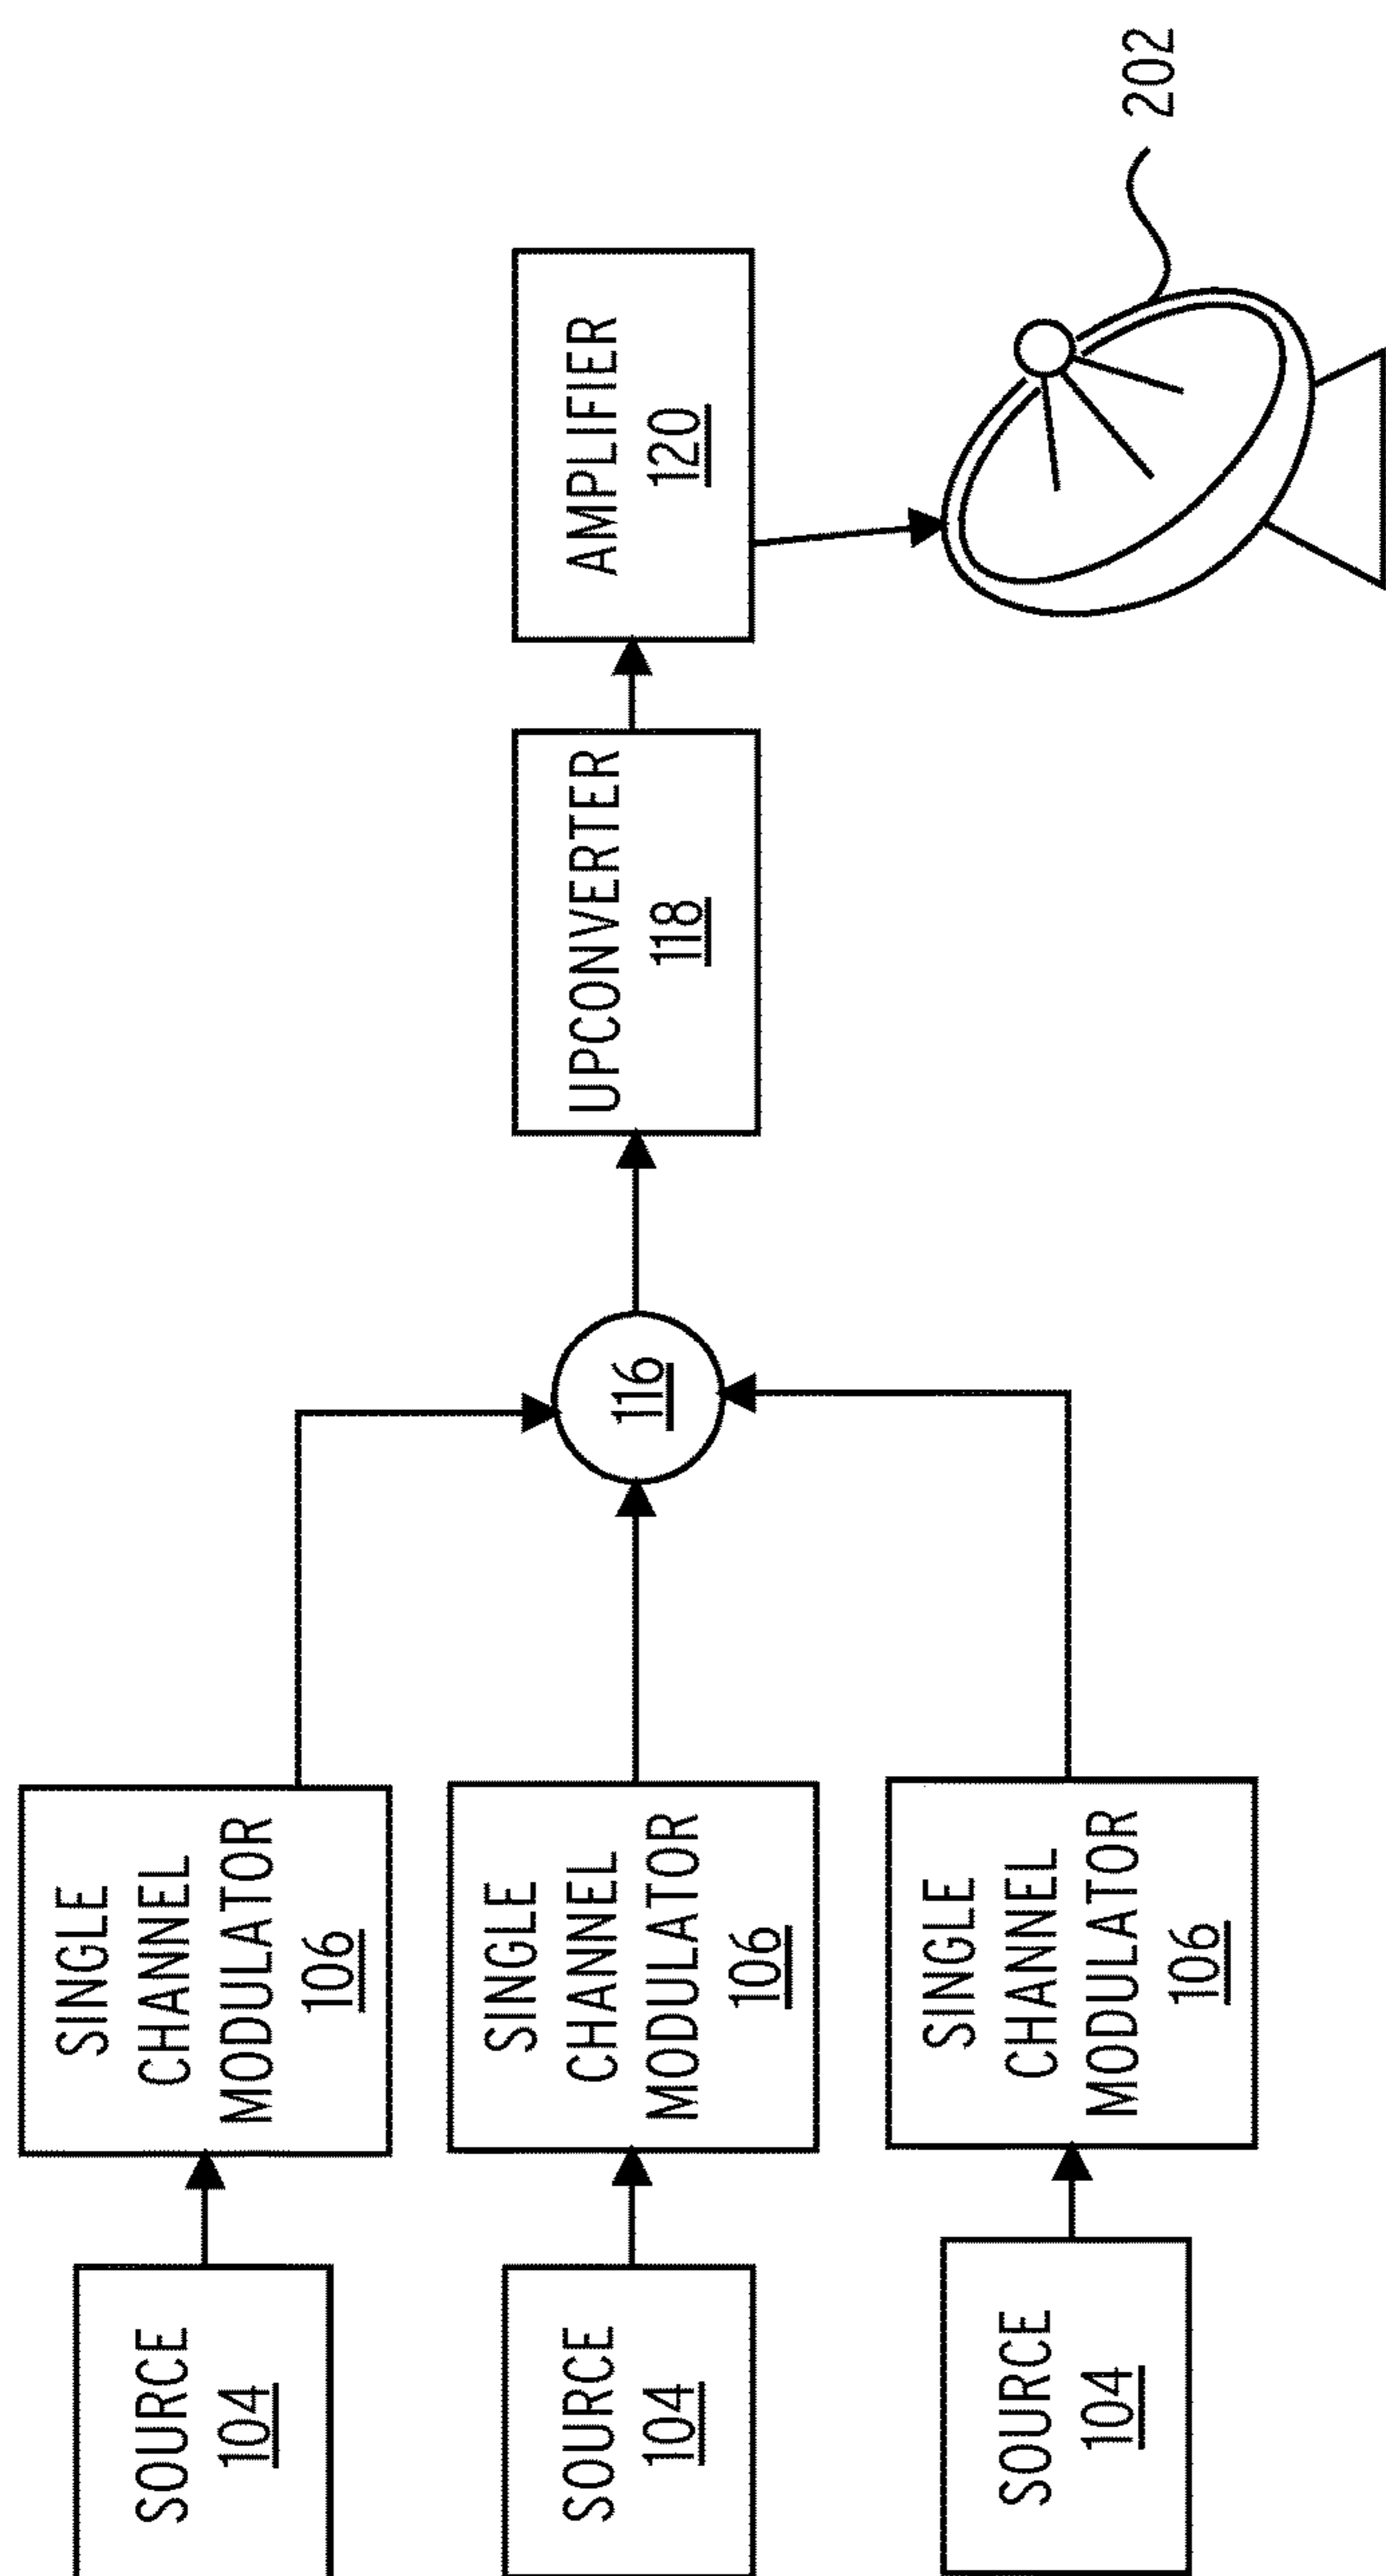 SOURCE
104
SINGLE
CHANNEL
MODULATOR
106
SOURCE
104
SINGLE
CHANNEL
MODULATOR
106
SOURCE
104
SINGLE
CHANNEL
MODULATOR
106
116
UPCONVERTER
118
AMPLIFIER
120
202